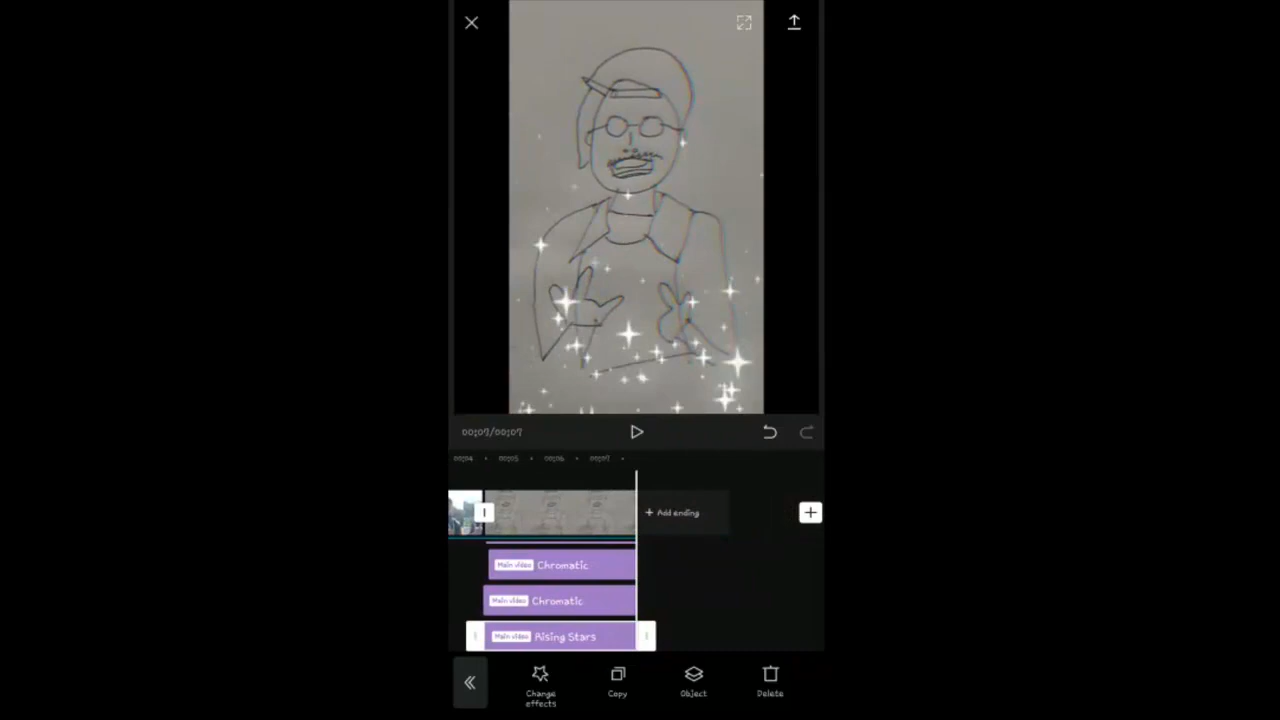 00:07/00:07
00:04 00:05 00:06 00:07
+ Add ending
Main video Chromatic
Main video Chromatic
Main video Rising Stars
Change effects
Copy
Object
Delete